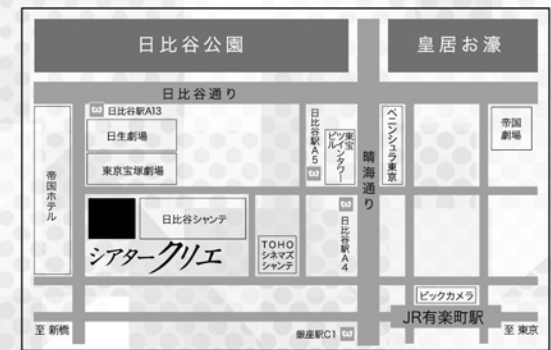 日比谷公園
皇居お濠
日比谷通り
日比谷駅A13
日生劇場
東京宝塚劇場
帝国ホテル
日比谷シャンテ
シアタークリエ
TOHO
シネマズ
シャンテ
日比谷駅A5
東宝
ツインタワー
ビル
晴海通り
ペニンシュラ東京
帝国
劇場
日比谷駅A4
ビックカメラ
JR有楽町駅
至 新橋
銀座駅C1
至 東京